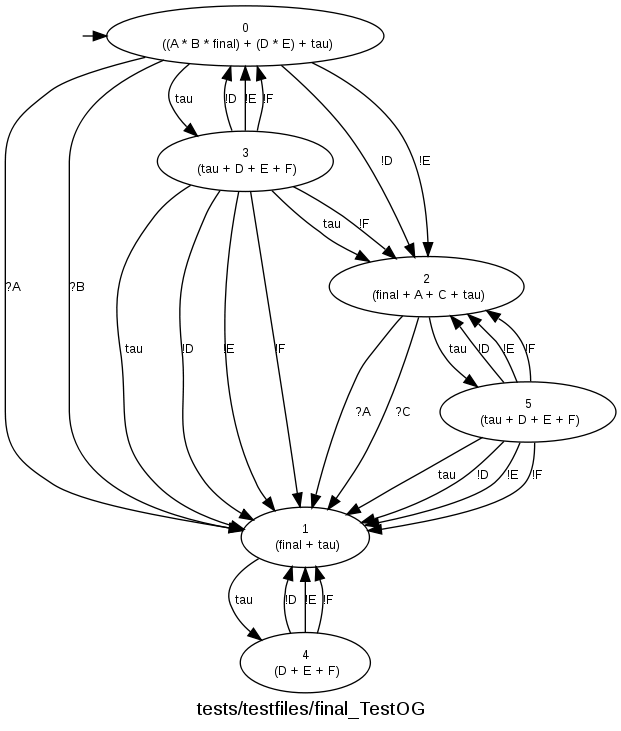 0
((A * B * final) + (D * E) + tau)
tau
!D
!E
!F
3
(tau + D + E + F)
!D
!E
tau
!F
2
(final + A + C + tau)
?A
?B
tau
!D
!E
!F
tau
!D
!E
!F
5
(tau + D + E + F)
?A
?C
tau
!D
!E
!F
1
(final + tau)
tau
!D
!E
!F
4
(D + E + F)
tests/testfiles/final_TestOG